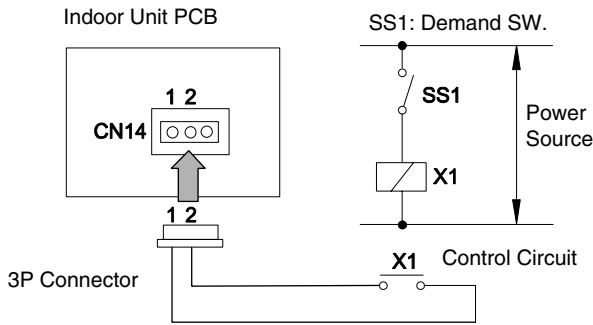 Indoor Unit PCB
SS1: Demand SW.
1 2
CN14
SS1
Power
Source
X1
1 2
3P Connector
X1
Control Circuit